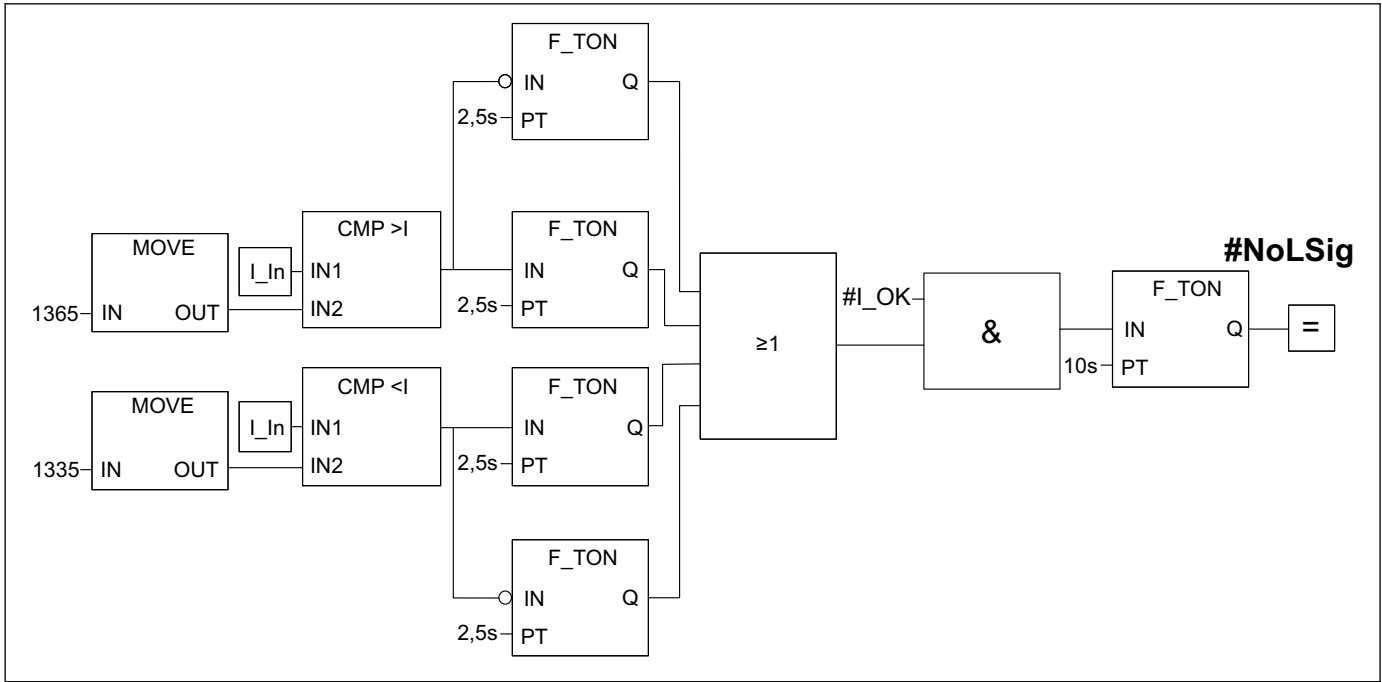 F_TON
IN Q
2,5s PT
MOVE
1365 IN OUT
CMP >I
I_In IN1
IN2
F_TON
IN Q
2,5s PT
MOVE
1335 IN OUT
CMP <I
I_In IN1
IN2
F_TON
IN Q
2,5s PT
F_TON
IN Q
2,5s PT
≥1
#I_OK
&
#NoLSig
F_TON
IN Q
10s PT
=